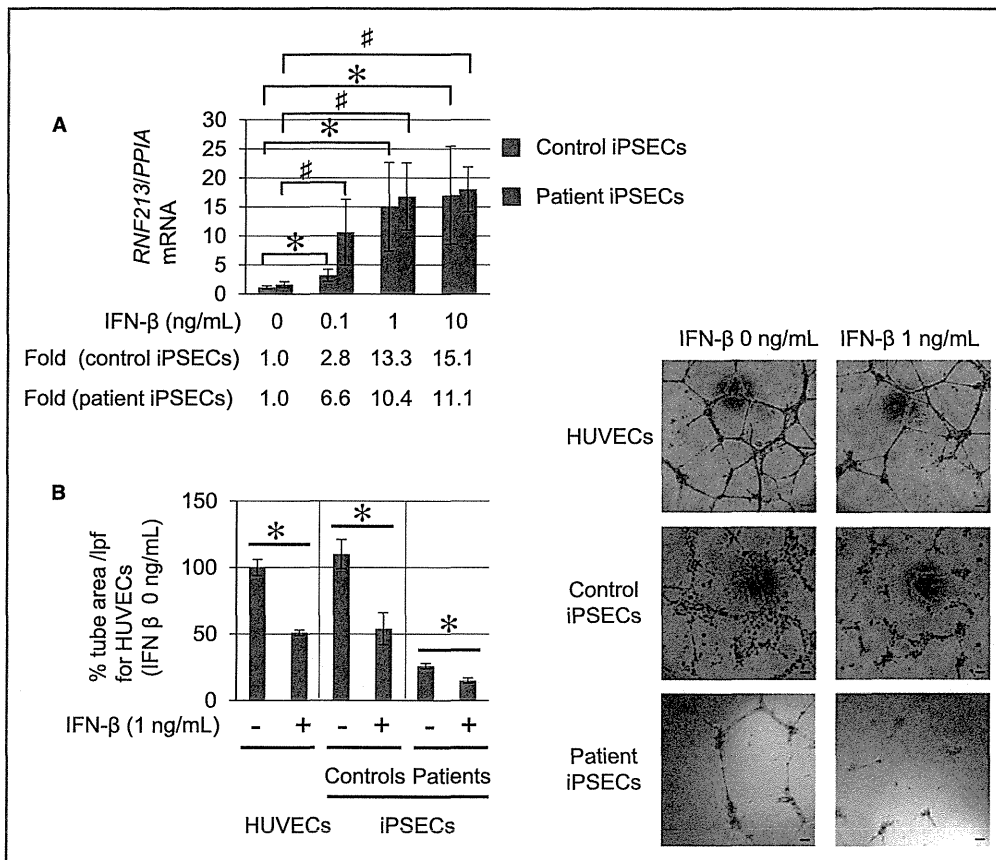 A
RNF213/PPIA
mRNA
30
25
20
15
10
5
0
♯
*
♯
*
♯
*
Control iPSECs
Patient iPSECs
IFN-β (ng/mL) 0 0.1 1 10
Fold (control iPSECs) 1.0 2.8 13.3 15.1
Fold (patient iPSECs) 1.0 6.6 10.4 11.1
B
% tube area /lpf
for HUVECs
(IFN β 0 ng/mL)
150
100
50
0
*
*
*
IFN-β (1 ng/mL) - + - + - +
Controls Patients
HUVECs iPSECs
IFN-β 0 ng/mL IFN-β 1 ng/mL
HUVECs
Control
iPSECs
Patient
iPSECs